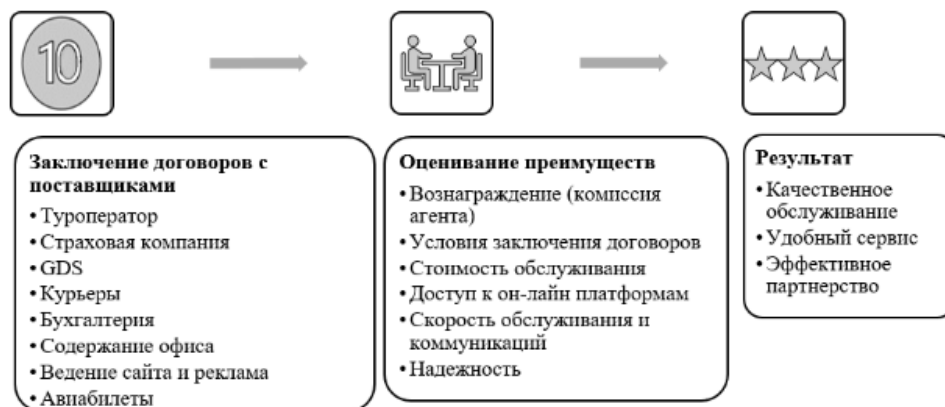 10
Заключение договоров с
поставщиками
• Туроператор
• Страховая компания
• GDS
• Курьеры
• Бухгалтерия
• Содержание офиса
• Ведение сайта и реклама
• Авиабилеты
Оценивание преимуществ
• Вознаграждение (комиссия
агента)
• Условия заключения договоров
• Стоимость обслуживания
• Доступ к он-лайн платформам
• Скорость обслуживания и
коммуникаций
• Надежность
Результат
• Качественное
обслуживание
• Удобный сервис
• Эффективное
партнерство